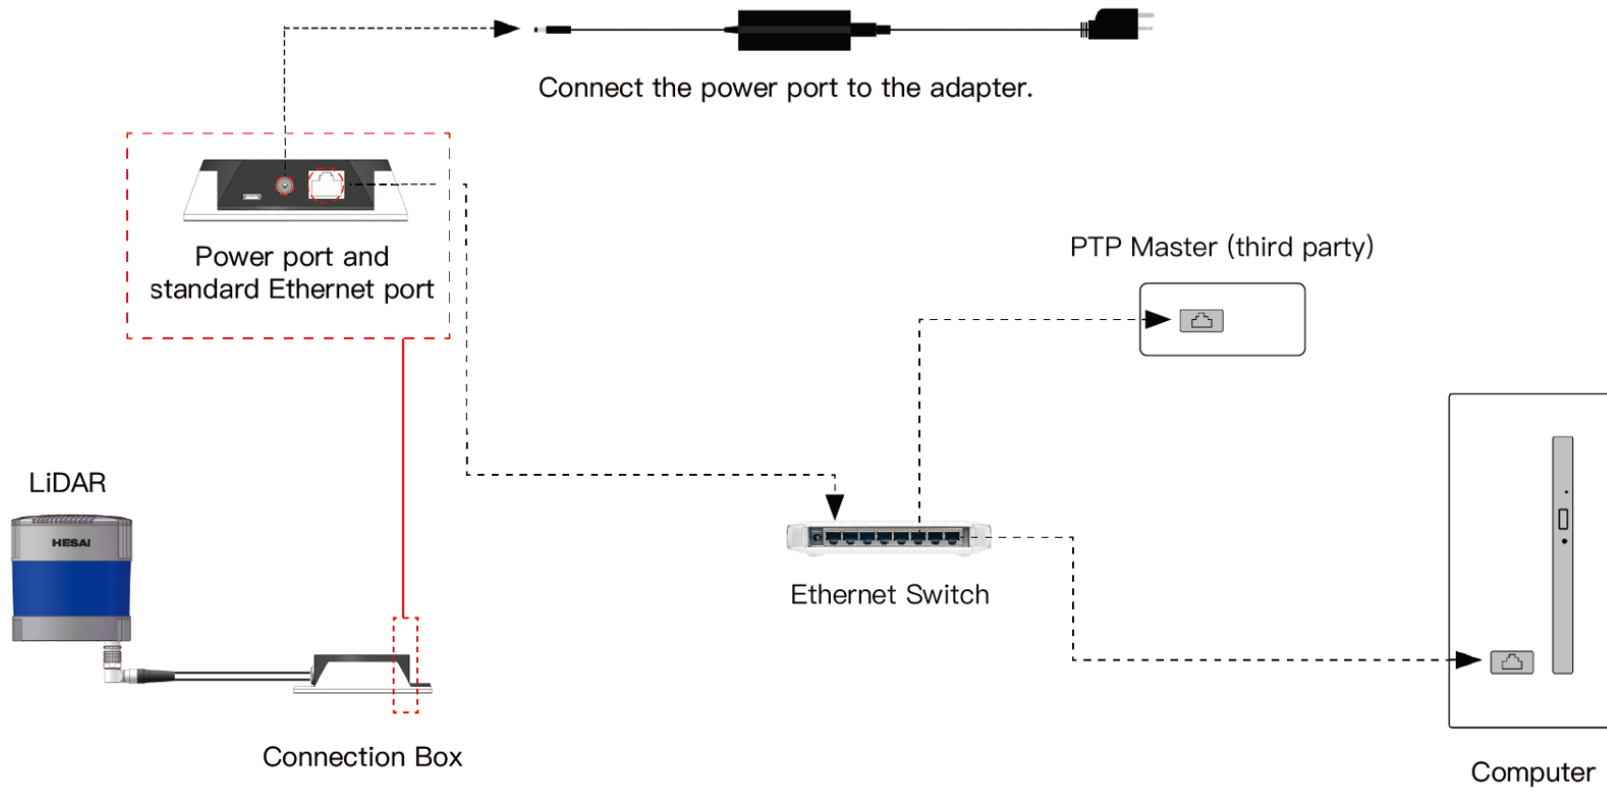 Connect the power port to the adapter.
Power port and
standard Ethernet port
PTP Master (third party)
LiDAR
HESAI
Ethernet Switch
Connection Box
Computer